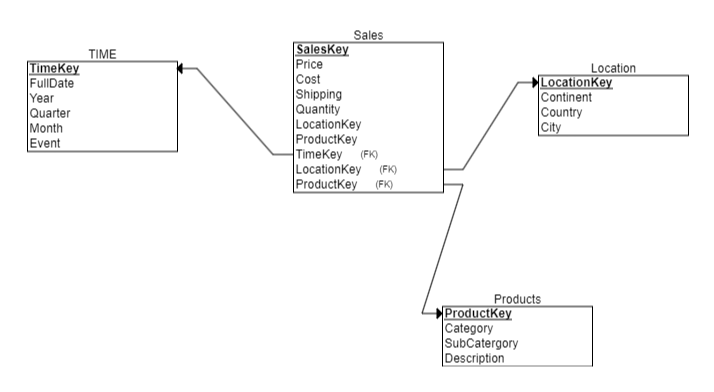 TIME
TimeKey
FullDate
Year
Quarter
Month
Event
Sales
SalesKey
Price
Cost
Shipping
Quantity
LocationKey
ProductKey
TimeKey (FK)
LocationKey (FK)
ProductKey (FK)
Location
LocationKey
Continent
Country
City
Products
ProductKey
Category
SubCatergory
Description